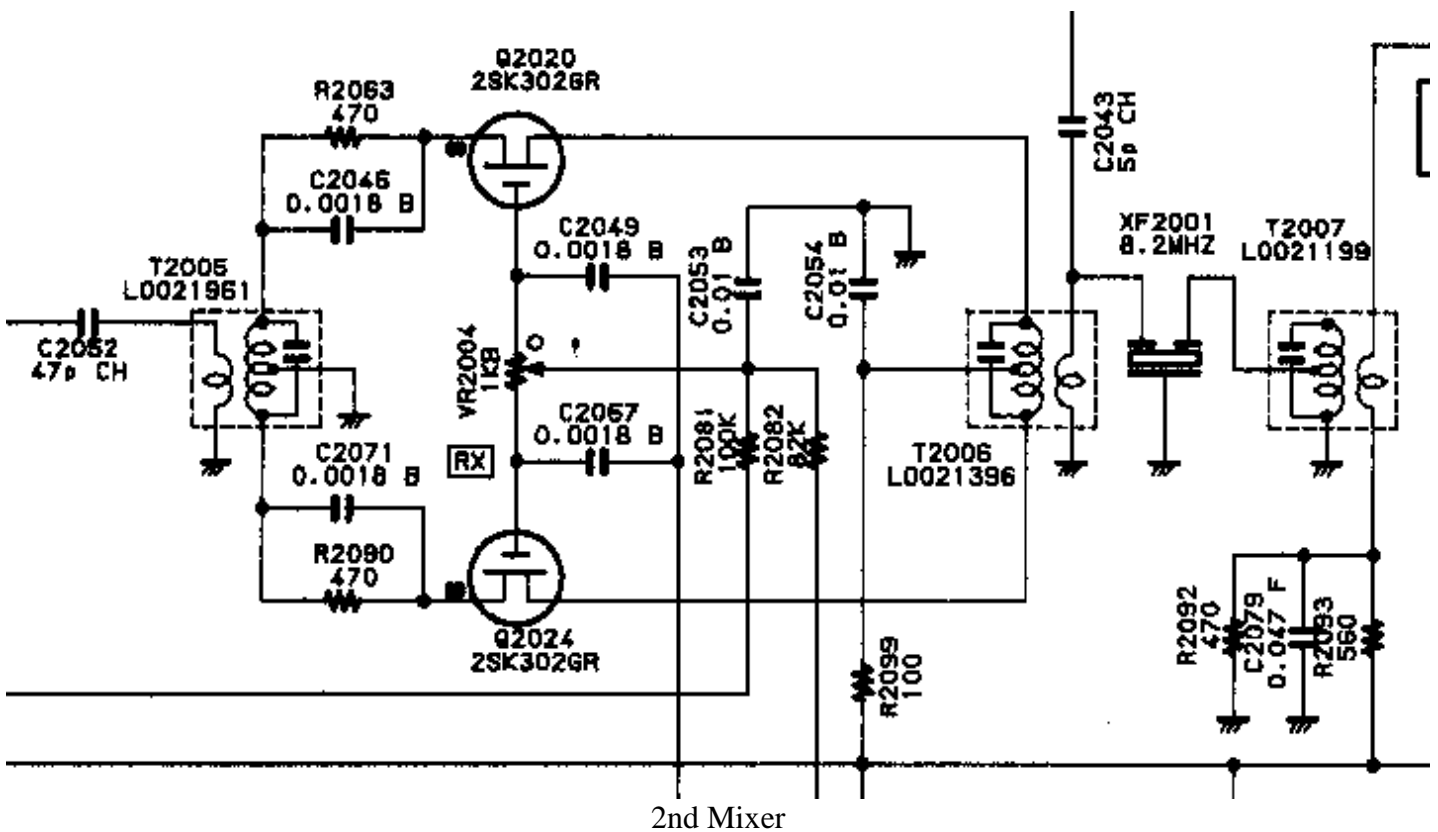 Q2020
2SK302GR
R2063
470
C2046
0.0018 B
C2049
0.0018 B
T2005
L0021961
C2052
47p CH
VR2004
1KB
C2053
0.01 B
C2054
0.01 B
C2043
5p CH
XF2001
8.2MHZ
T2007
L0021199
C2067
0.0018 B
RX
C2071
0.0018 B
R2090
470
R2081
100K
R2082
82K
T2006
L0021396
Q2024
2SK302GR
R2099
100
R2092
470
C2079
0.047 F
R2093
560
2nd Mixer